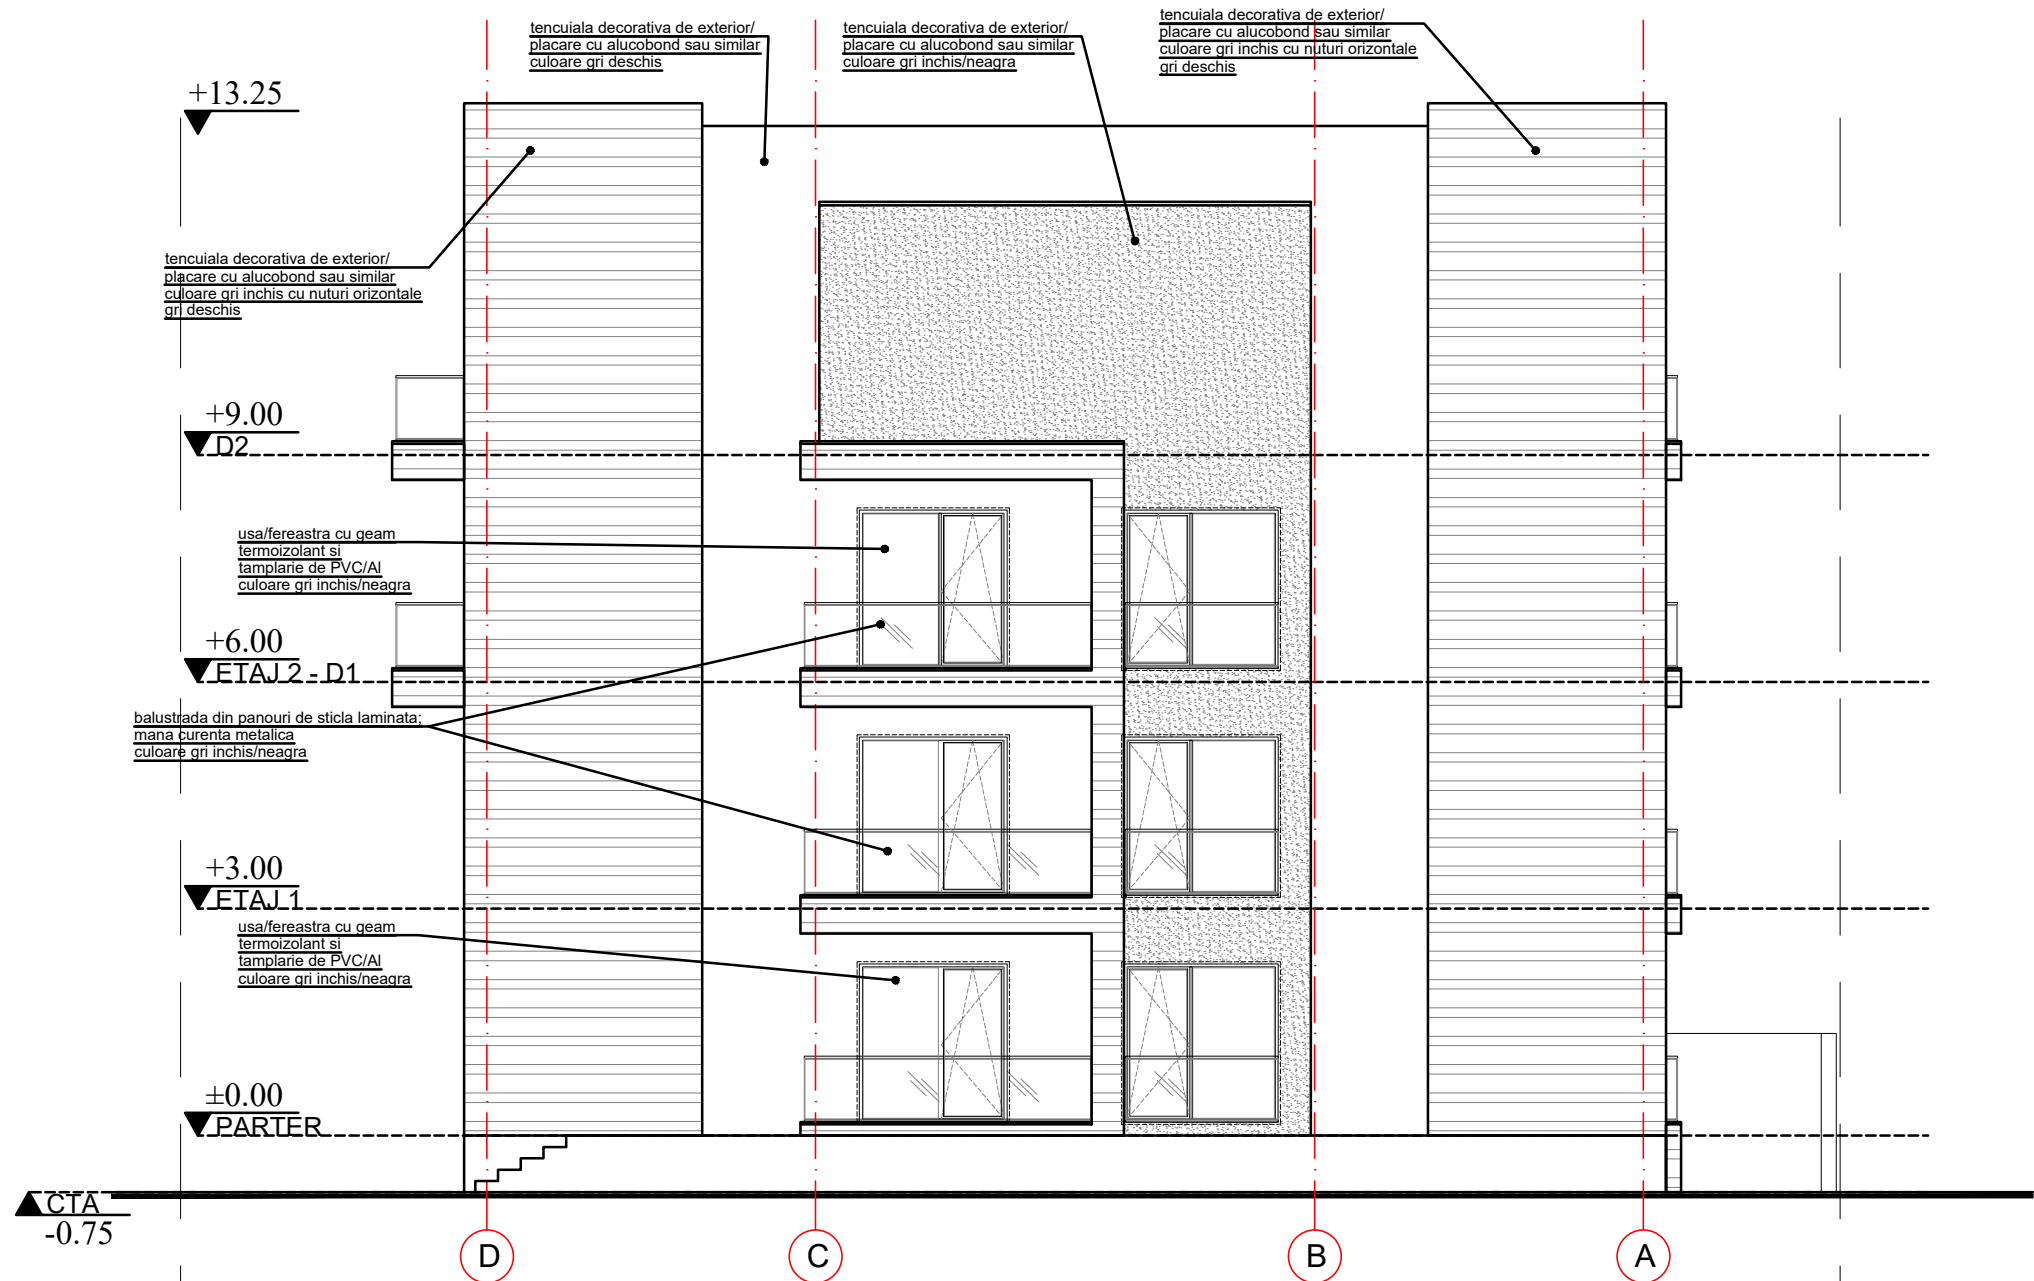 tencuiala decorativa de exterior/
placare cu alucobond sau similar
culoare gri deschis
tencuiala decorativa de exterior/
placare cu alucobond sau similar
culoare gri inchis/neagra
tencuiala decorativa de exterior/
placare cu alucobond sau similar
culoare gri inchis cu nuturi orizontale
gri deschis
+13.25
tencuiala decorativa de exterior/
placare cu alucobond sau similar
culoare gri inchis cu nuturi orizontale
gri deschis
+9.00
D2
usa/fereastra cu geam
termoizolant si
tamplarie de PVC/Al
culoare gri inchis/neagra
+6.00
ETAJ 2 - D1
balustrada din panouri de sticla laminata;
mana curenta metalica
culoare gri inchis/neagra
+3.00
ETAJ 1
usa/fereastra cu geam
termoizolant si
tamplarie de PVC/Al
culoare gri inchis/neagra
±0.00
PARTER
CTA
-0.75
D
C
B
A